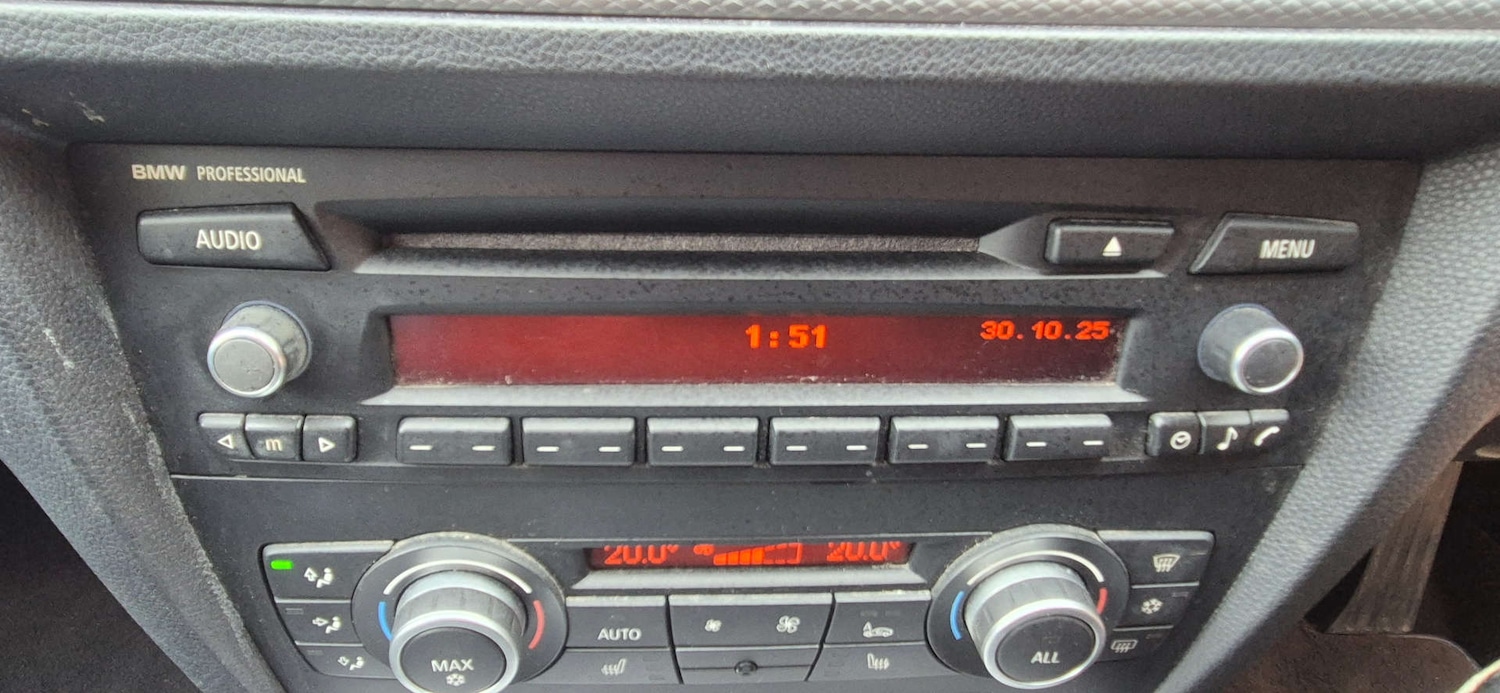 BMW PROFESSIONAL
AUDIO
MENU
1:51 30.10.25
m
20.0° 20.0°
AUTO
MAX
ALL